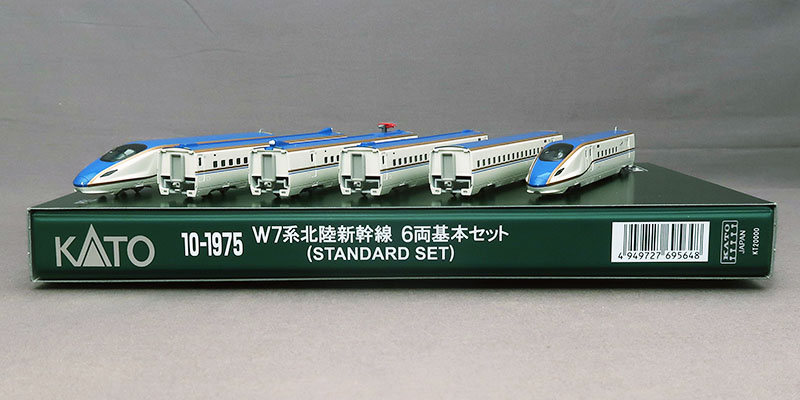 KATO
10-1975
W7系北陸新幹線 6両基本セット
(STANDARD SET)
4 949727 695648
KATO
JAPAN
KT20000